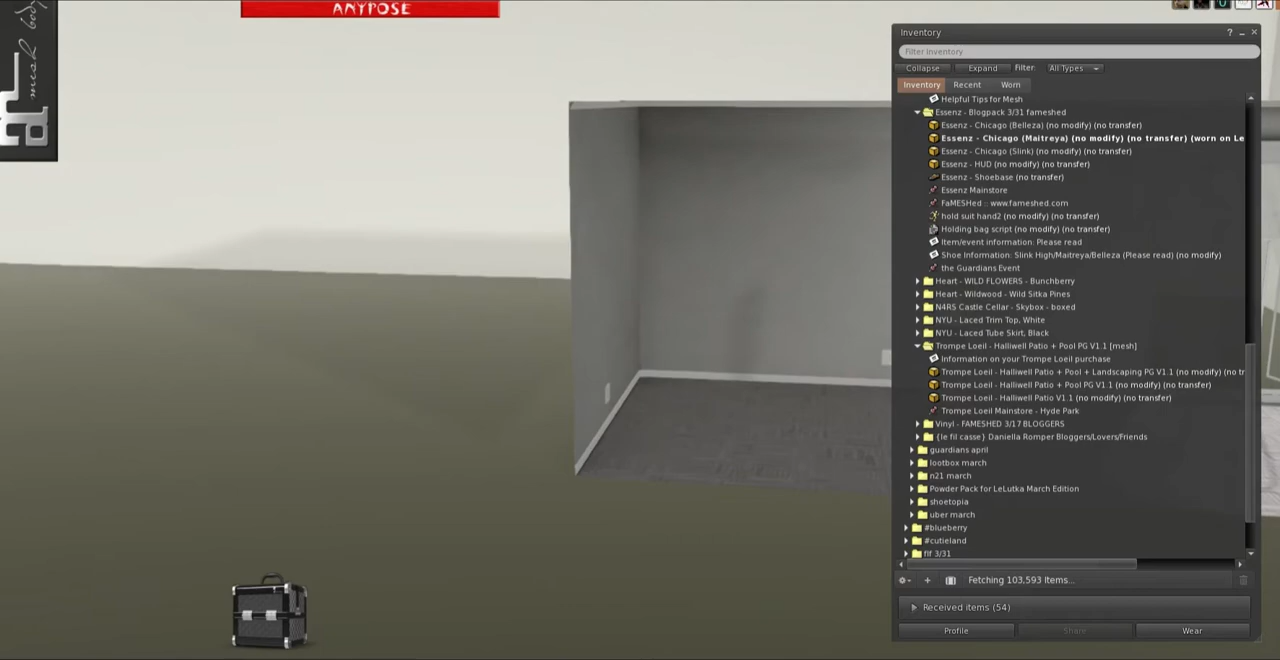 ANYPOSE
mesh body
Inventory
Filter Inventory
Collapse Expand Filter: All Types
Inventory Recent Worn
Helpful Tips for Mesh
Essenz - Blogpack 3/31 fameshed
Essenz - Chicago (Belleza) (no modify) (no transfer)
Essenz - Chicago (Maitreya) (no modify) (no transfer) (worn on Le
Essenz - Chicago (Slink) (no modify) (no transfer)
Essenz - HUD (no modify) (no transfer)
Essenz - Shoebase (no transfer)
Essenz Mainstore
FaMESHed :: www.fameshed.com
hold suit hand2 (no modify) (no transfer)
Holding bag script (no modify) (no transfer)
Item/event information: Please read
Shoe Information: Slink High/Maitreya/Belleza (Please read) (no modify)
the Guardians Event
Heart - WILD FLOWERS - Bunchberry
Heart - Wildwood - Wild Sitka Pines
N4RS Castle Cellar - Skybox - boxed
NYU - Laced Trim Top, White
NYU - Laced Tube Skirt, Black
Trompe Loeil - Halliwell Patio + Pool PG V1.1 [mesh]
Information on your Trompe Loeil purchase
Trompe Loeil - Halliwell Patio + Pool + Landscaping PG V1.1 (no modify) (no tr
Trompe Loeil - Halliwell Patio + Pool PG V1.1 (no modify) (no transfer)
Trompe Loeil - Halliwell Patio V1.1 (no modify) (no transfer)
Trompe Loeil Mainstore - Hyde Park
Vinyl - FAMESHED 3/17 BLOGGERS
{le fil casse} Daniella Romper Bloggers/Lovers/Friends
guardians april
lootbox march
n21 march
Powder Pack for LeLutka March Edition
shoetopia
uber march
#blueberry
#cutieland
flf 3/31
Fetching 103,593 Items...
Received items (54)
Profile Share Wear